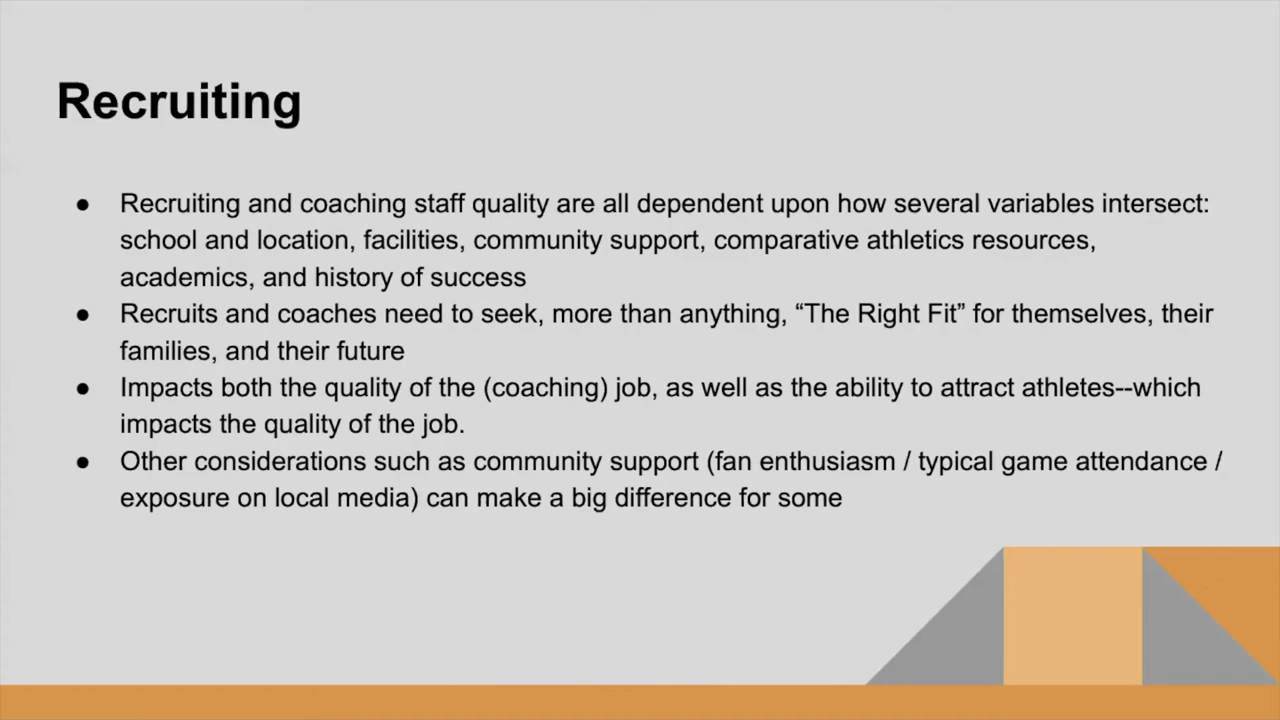 Recruiting
● Recruiting and coaching staff quality are all dependent upon how several variables intersect:
school and location, facilities, community support, comparative athletics resources,
academics, and history of success
● Recruits and coaches need to seek, more than anything, “The Right Fit” for themselves, their
families, and their future
● Impacts both the quality of the (coaching) job, as well as the ability to attract athletes--which
impacts the quality of the job.
● Other considerations such as community support (fan enthusiasm / typical game attendance /
exposure on local media) can make a big difference for some